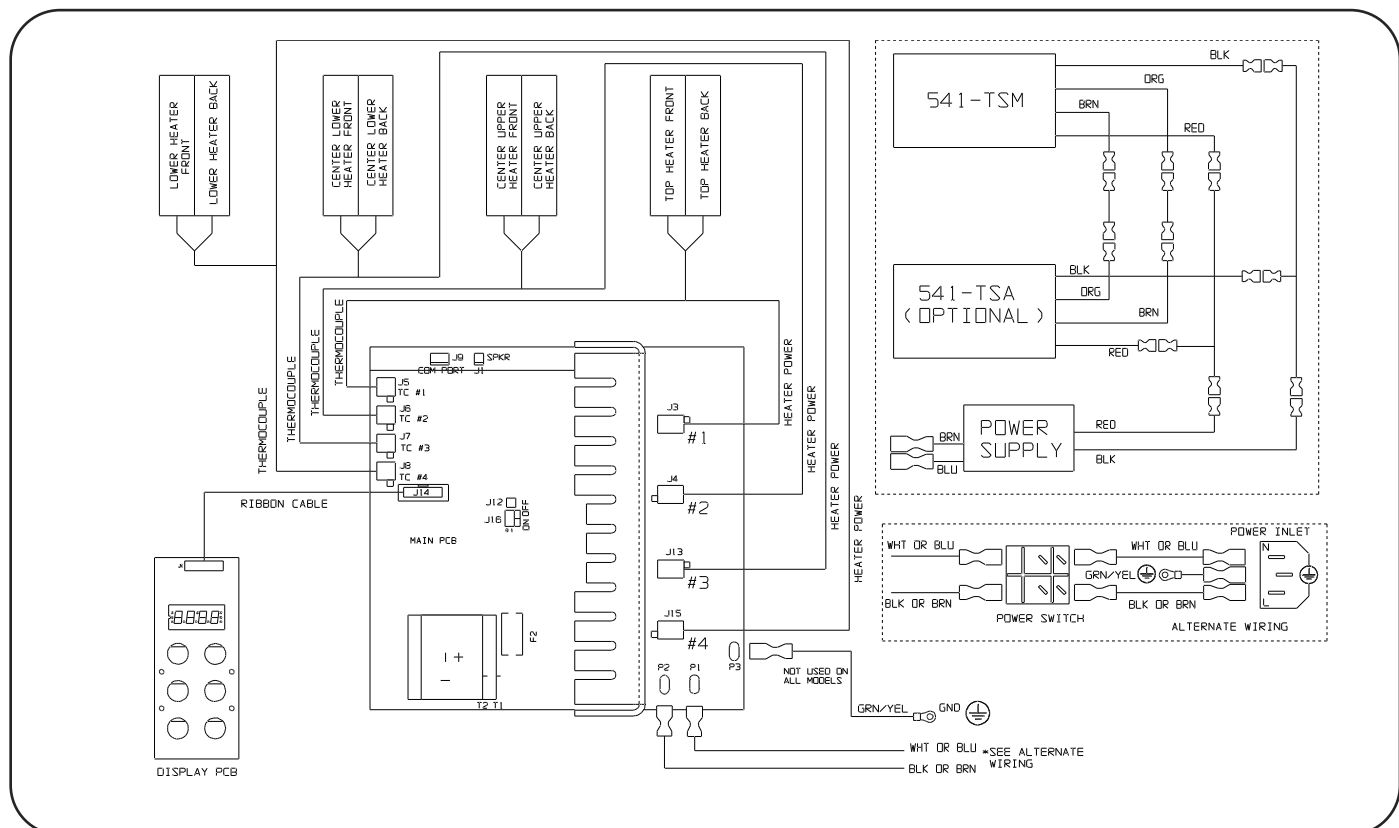 LOWER HEATER
FRONT
LOWER HEATER BACK
CENTER LOWER
HEATER FRONT
CENTER LOWER
HEATER BACK
CENTER UPPER
HEATER FRONT
CENTER UPPER
HEATER BACK
TOP HEATER FRONT
TOP HEATER BACK
THERMOCOUPLE
THERMOCOUPLE
THERMOCOUPLE
THERMOCOUPLE
HEATER POWER
HEATER POWER
HEATER POWER
HEATER POWER
J9
COM PORT
SPKR
J1
J5
TC #1
J6
TC #2
J7
TC #3
J8
TC #4
J14
RIBBON CABLE
J12
J16
ON OFF
MAIN PCB
J3
#1
J4
#2
J13
#3
J15
#4
F2
T2 T1
P2
P1
P3
NOT USED ON
ALL MODELS
GRN/YEL
GND
WHT OR BLU
BLK OR BRN
*SEE ALTERNATE
WIRING
DISPLAY PCB
541-TSM
BLK
ORG
BRN
RED
541-TSA
(OPTIONAL)
BLK
ORG
BRN
RED
POWER
SUPPLY
BRN
BLU
RED
BLK
POWER INLET
WHT OR BLU
WHT OR BLU
N
GRN/YEL
BLK OR BRN
BLK OR BRN
L
POWER SWITCH
ALTERNATE WIRING